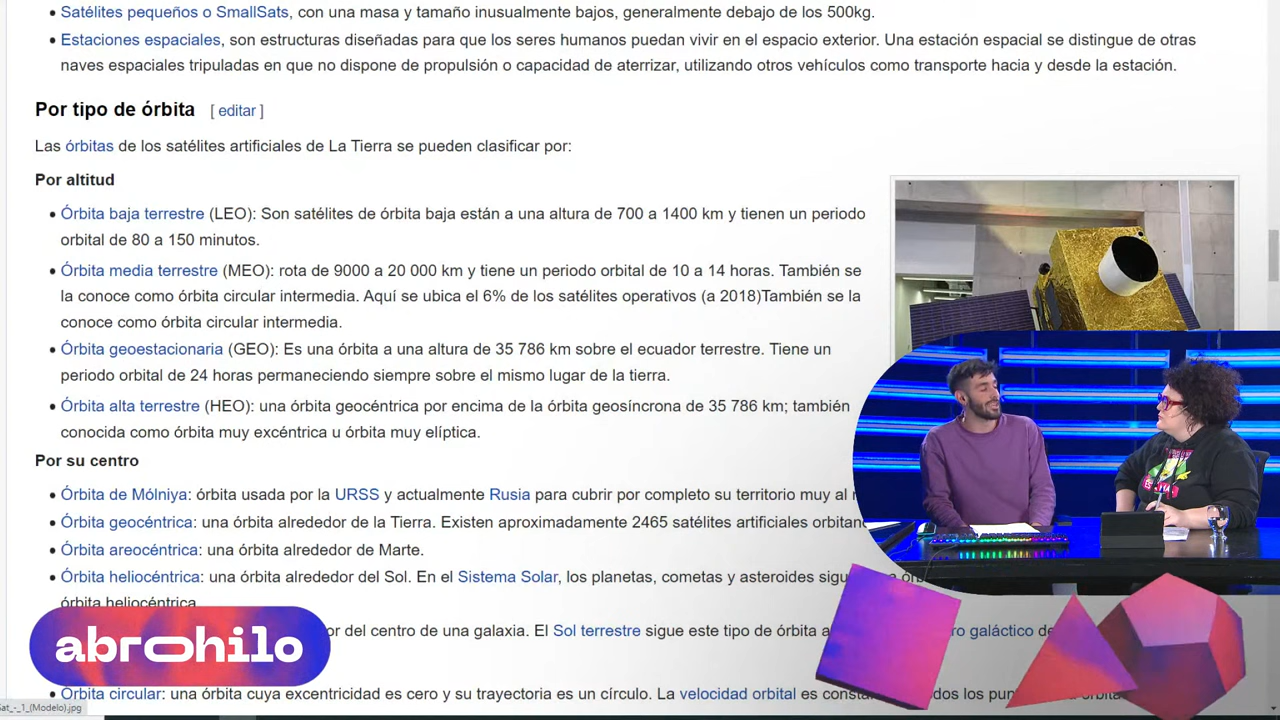 • Satélites pequeños o SmallSats, con una masa y tamaño inusualmente bajos, generalmente debajo de los 500kg.
• Estaciones espaciales, son estructuras diseñadas para que los seres humanos puedan vivir en el espacio exterior. Una estación espacial se distingue de otras
naves espaciales tripuladas en que no dispone de propulsión o capacidad de aterrizar, utilizando otros vehículos como transporte hacia y desde la estación.
Por tipo de órbita [ editar ]
Las órbitas de los satélites artificiales de La Tierra se pueden clasificar por:
Por altitud
• Órbita baja terrestre (LEO): Son satélites de órbita baja están a una altura de 700 a 1400 km y tienen un periodo
orbital de 80 a 150 minutos.
• Órbita media terrestre (MEO): rota de 9000 a 20 000 km y tiene un periodo orbital de 10 a 14 horas. También se
la conoce como órbita circular intermedia. Aquí se ubica el 6% de los satélites operativos (a 2018)También se la
conoce como órbita circular intermedia.
• Órbita geoestacionaria (GEO): Es una órbita a una altura de 35 786 km sobre el ecuador terrestre. Tiene un
periodo orbital de 24 horas permaneciendo siempre sobre el mismo lugar de la tierra.
• Órbita alta terrestre (HEO): una órbita geocéntrica por encima de la órbita geosíncrona de 35 786 km; también
conocida como órbita muy excéntrica u órbita muy elíptica.
Por su centro
• Órbita de Mólniya: órbita usada por la URSS y actualmente Rusia para cubrir por completo su territorio muy al
• Órbita geocéntrica: una órbita alrededor de la Tierra. Existen aproximadamente 2465 satélites artificiales
• Órbita areocéntrica: una órbita alrededor de Marte.
• Órbita heliocéntrica: una órbita alrededor del Sol. En el Sistema Solar, los planetas, cometas y asteroides
órbita heliocéntrica.
del centro de una galaxia. El Sol terrestre sigue este tipo de órbita galáctico
abrohilo
• Órbita circular: una órbita cuya excentricidad es cero y su trayectoria es un círculo. La velocidad orbital es los
Sat_-_1_(Modelo).jpg